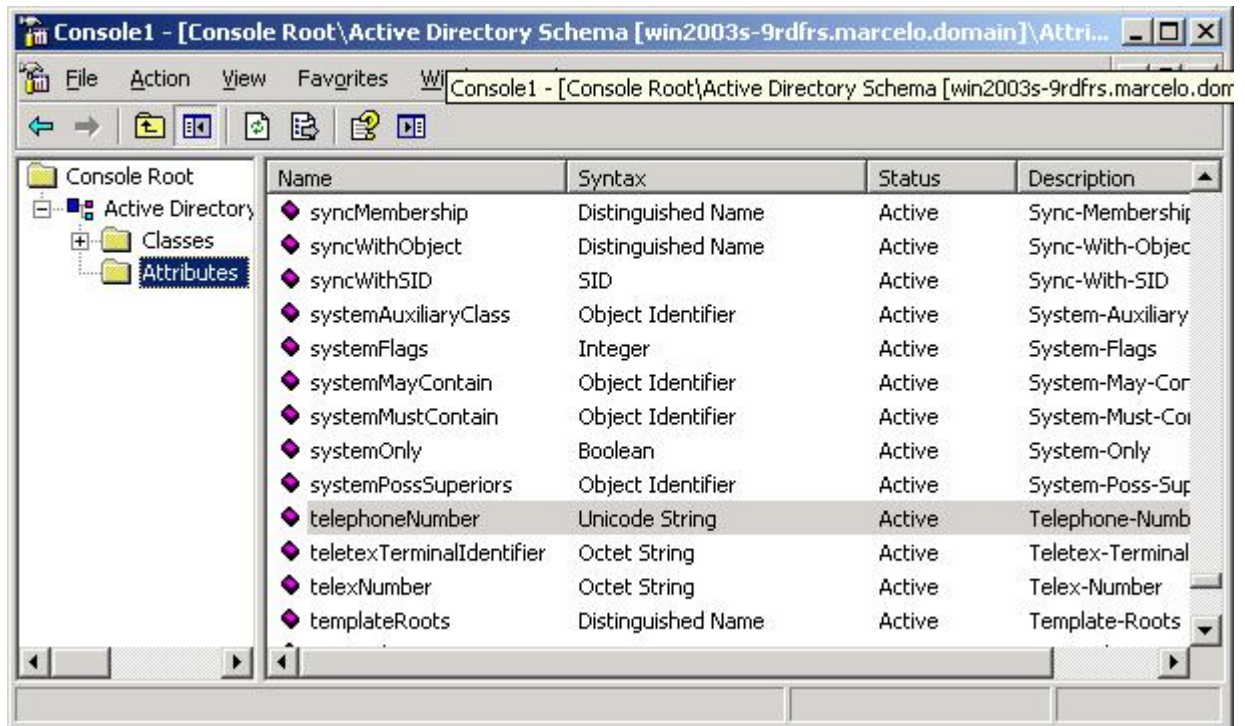 Console1 - [Console Root\Active Directory Schema [win2003s-9rdfrs.marcelo.domain]\Attri...
File Action View Favorites Wi
Console1 - [Console Root\Active Directory Schema [win2003s-9rdfrs.marcelo.dom
Console Root
Active Directory
Classes
Attributes
Name Syntax Status Description
syncMembership Distinguished Name Active Sync-Membership
syncWithObject Distinguished Name Active Sync-With-Objec
syncWithSID SID Active Sync-With-SID
systemAuxiliaryClass Object Identifier Active System-Auxiliary
systemFlags Integer Active System-Flags
systemMayContain Object Identifier Active System-May-Con
systemMustContain Object Identifier Active System-Must-Con
systemOnly Boolean Active System-Only
systemPossSuperiors Object Identifier Active System-Poss-Sup
telephoneNumber Unicode String Active Telephone-Numb
teletexTerminalIdentifier Octet String Active Teletex-Terminal
telexNumber Octet String Active Telex-Number
templateRoots Distinguished Name Active Template-Roots